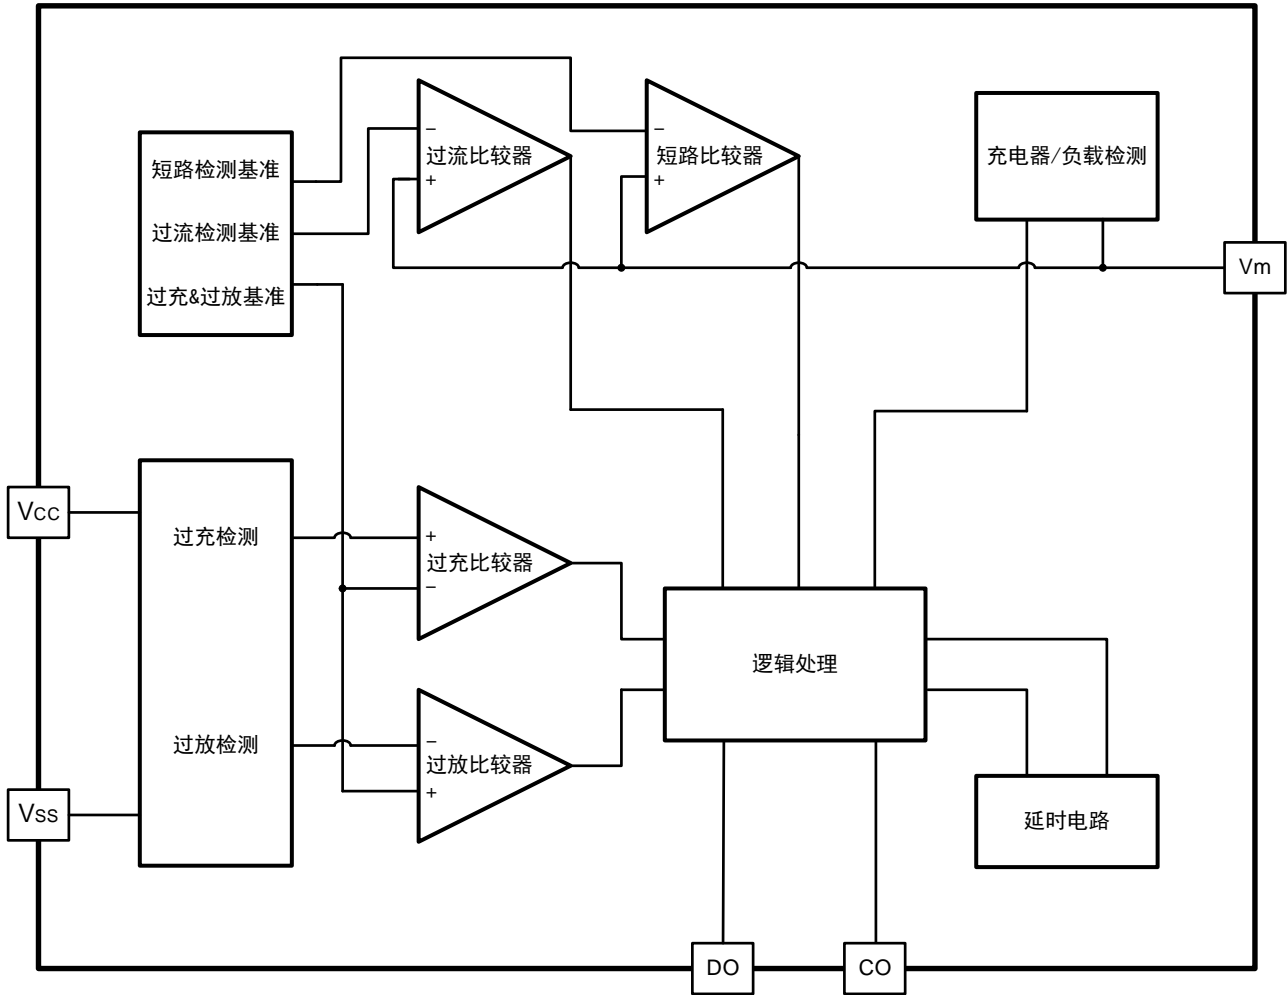 短路检测基准
过流检测基准
过充&过放基准
−
过流比较器
+
−
短路比较器
+
充电器/负载检测
Vm
Vcc
过充检测
+
过充比较器
−
逻辑处理
过放检测
−
过放比较器
+
Vss
延时电路
DO
CO